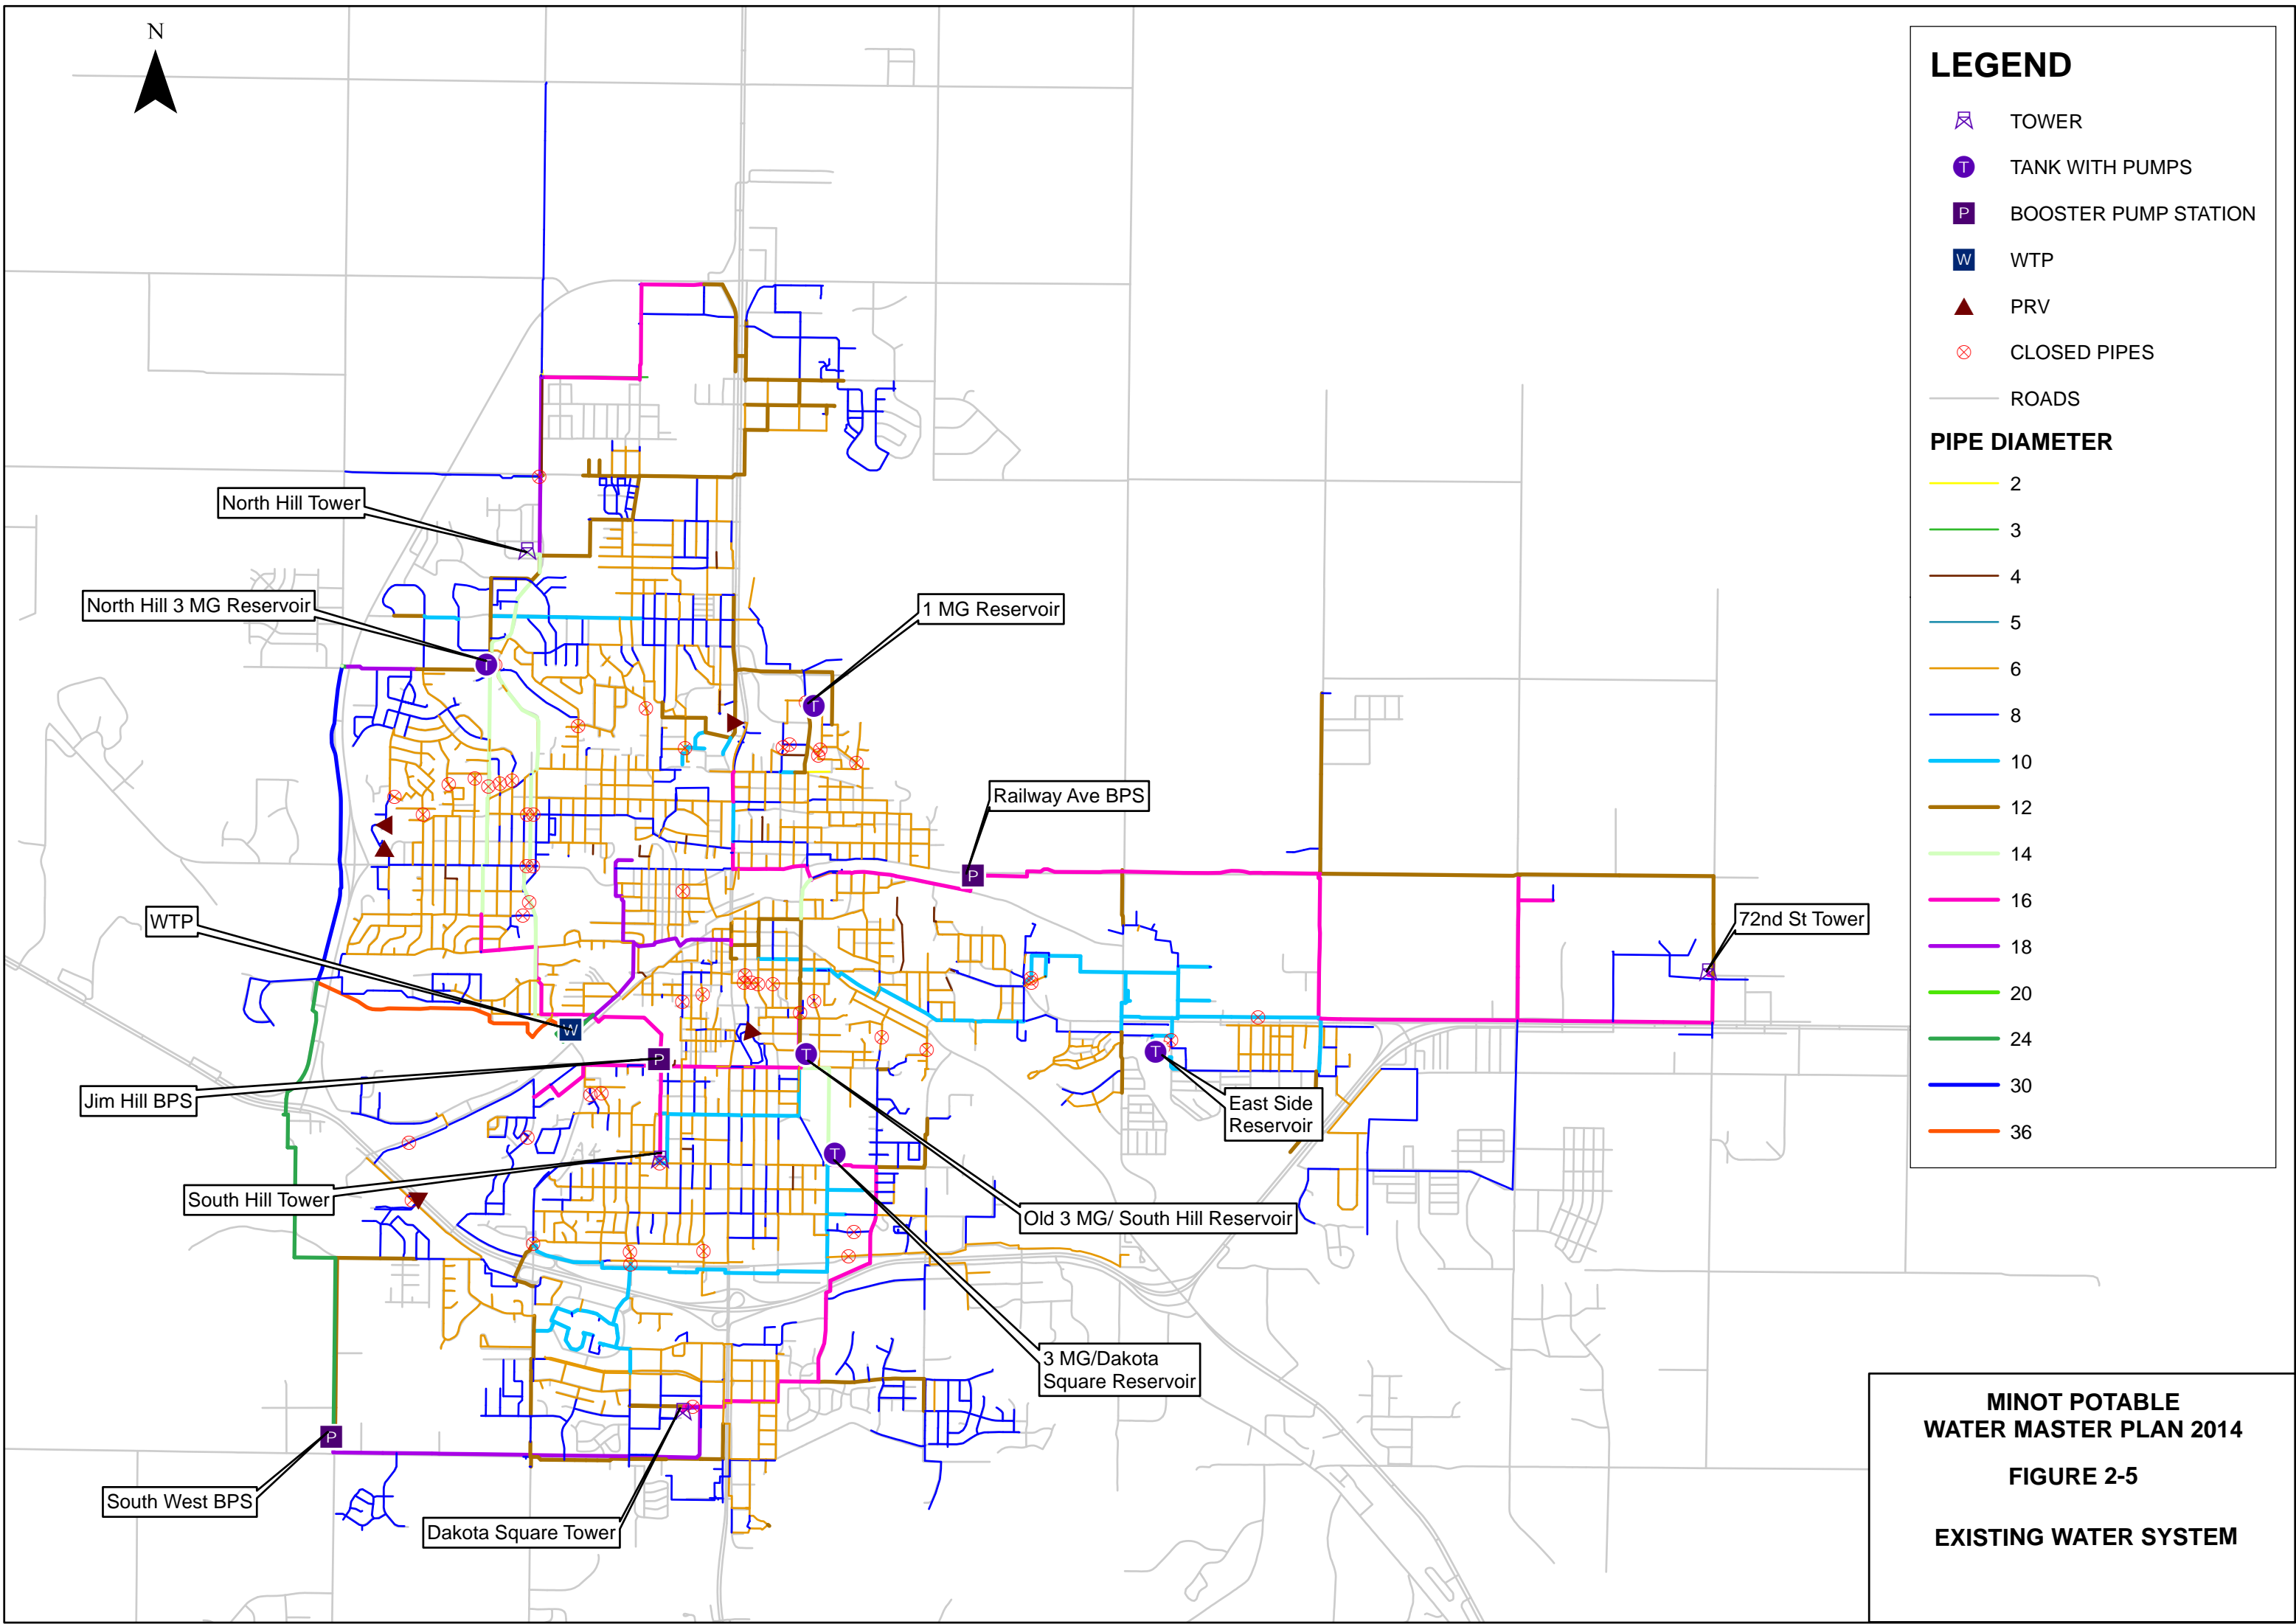 N
LEGEND
TOWER
T TANK WITH PUMPS
P BOOSTER PUMP STATION
W WTP
PRV
CLOSED PIPES
ROADS
PIPE DIAMETER
2
3
4
5
6
8
10
12
14
16
18
20
24
30
36
North Hill Tower
North Hill 3 MG Reservoir
T
1 MG Reservoir
T
Railway Ave BPS
P
WTP
W
72nd St Tower
Jim Hill BPS
P
T
T
East Side
Reservoir
South Hill Tower
T
Old 3 MG/ South Hill Reservoir
3 MG/Dakota
Square Reservoir
P
South West BPS
Dakota Square Tower
MINOT POTABLE
WATER MASTER PLAN 2014
FIGURE 2-5
EXISTING WATER SYSTEM